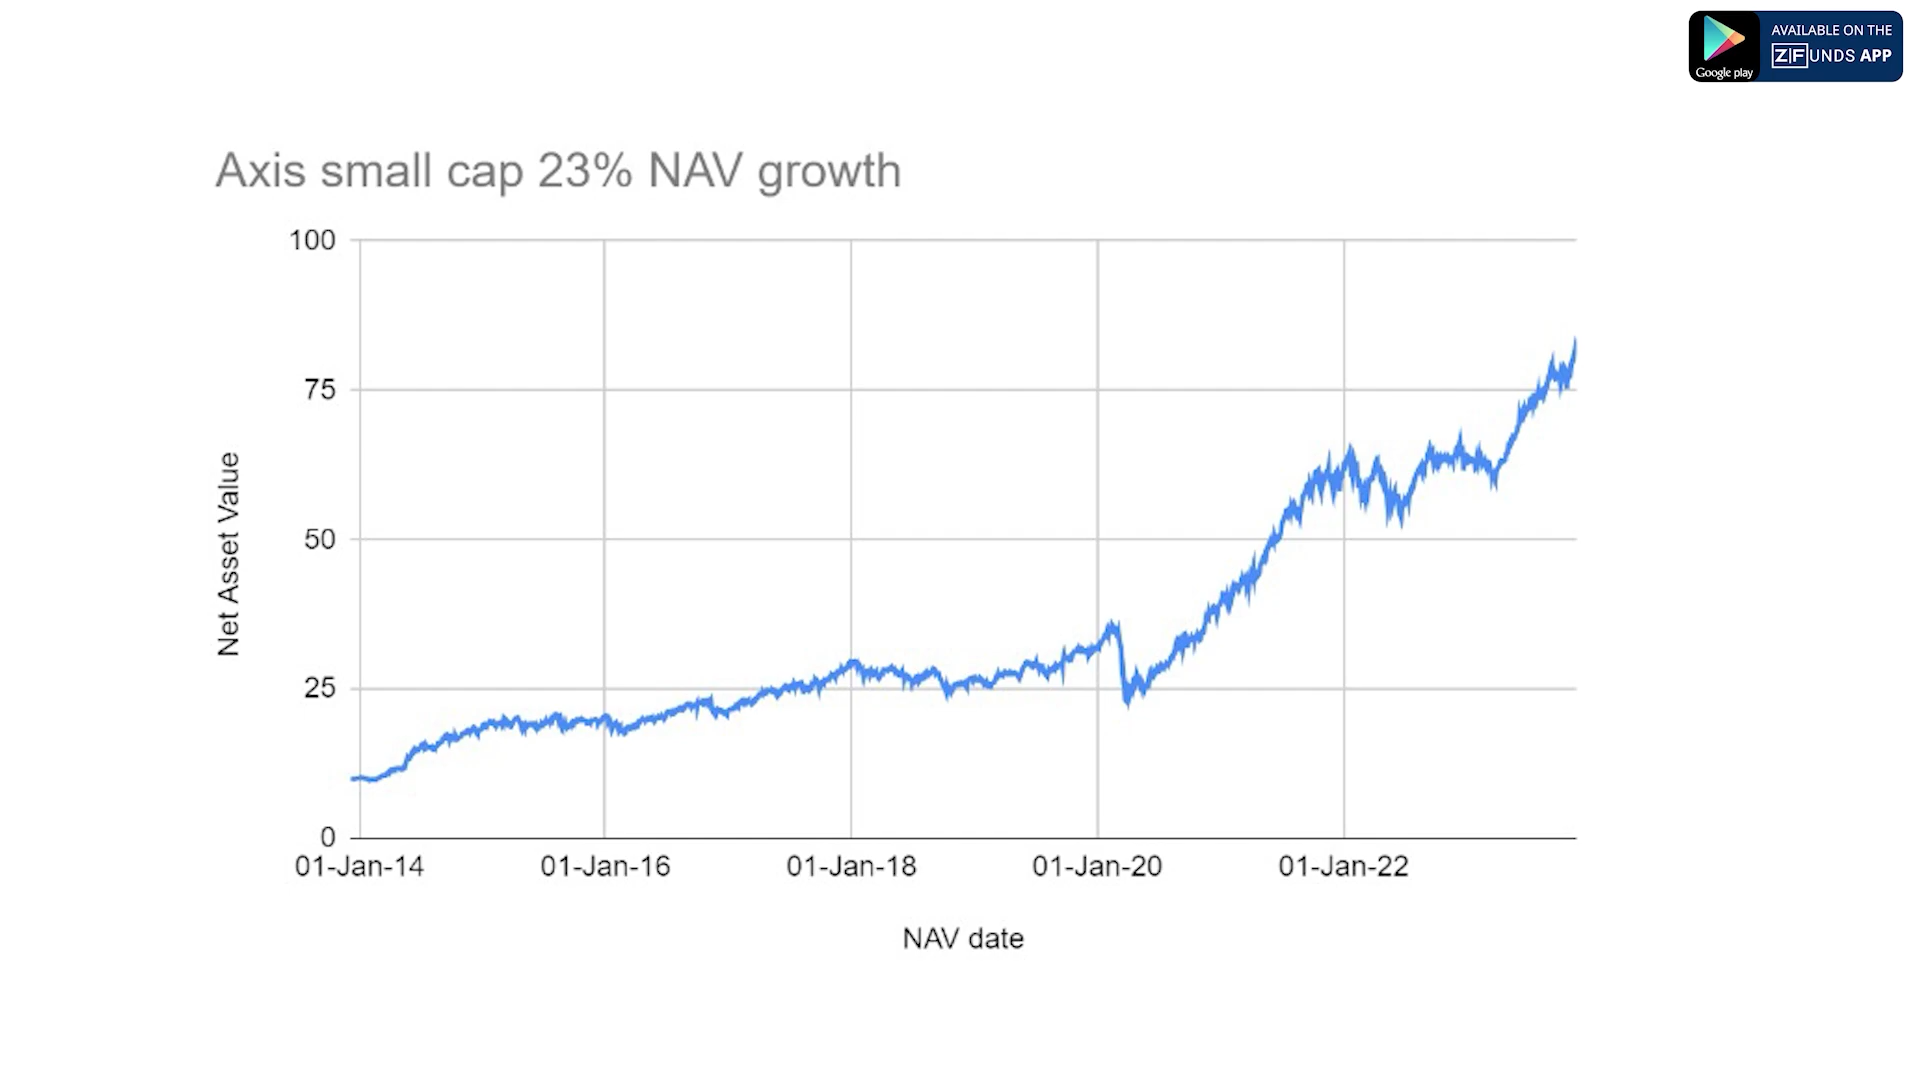 AVAILABLE ON THE
ZFUNDS APP
Google play
Axis small cap 23% NAV growth
100
75
50
25
0
Net Asset Value
01-Jan-14
01-Jan-16
01-Jan-18
01-Jan-20
01-Jan-22
NAV date